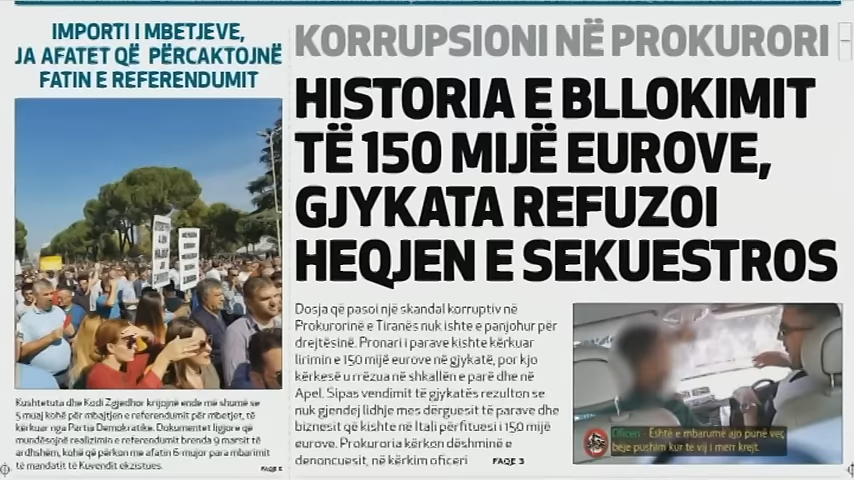 IMPORTI I MBETJEVE,
JA AFATET QË PËRCAKTOJNË
FATIN E REFERENDUMIT
KORRUPSIONI NË PROKURORI
HISTORIA E BLLOKIMIT
TË 150 MIJË EUROVE,
GJYKATA REFUZOI
HEQJEN E SEKUESTROS
Dosja që pasoi një skandal korruptiv në
Prokurorinë e Tiranës nuk ishte e panjohur për
drejtësinë. Pronari i parave kishte kërkuar
lirimin e 150 mijë eurove në gjykatë, por kjo
kërkesë u rrëzua në shkallën e parë dhe në
Apel. Sipas vendimit të gjykatës rezulton se
nuk gjendej lidhje mes dërguesit të parave dhe
biznesit që kishte në Itali përfituesi i 150 mijë
eurove. Prokuroria kërkon dëshminë e
denoncuesit, në kërkim oficeri FAQE 3
Oficeri - Është e mbarume ajo punë veç
bëje pushim kur të vij i merr krejt.
Kushtetuta dhe Kodi Zgjedhor krijojnë ende më shumë se
5 muaj kohë për mbajtjen e referendumit për mbetjet, të
kërkuar nga Partia Demokratike. Dokumentet ligjore që
mundësojnë realizimin e referendumit brenda 9 marsit të
ardhshëm, kohë që përkon me afatin 6-mujor para mbarimit
të mandatit të Kuvendit ekzistues. FAQE